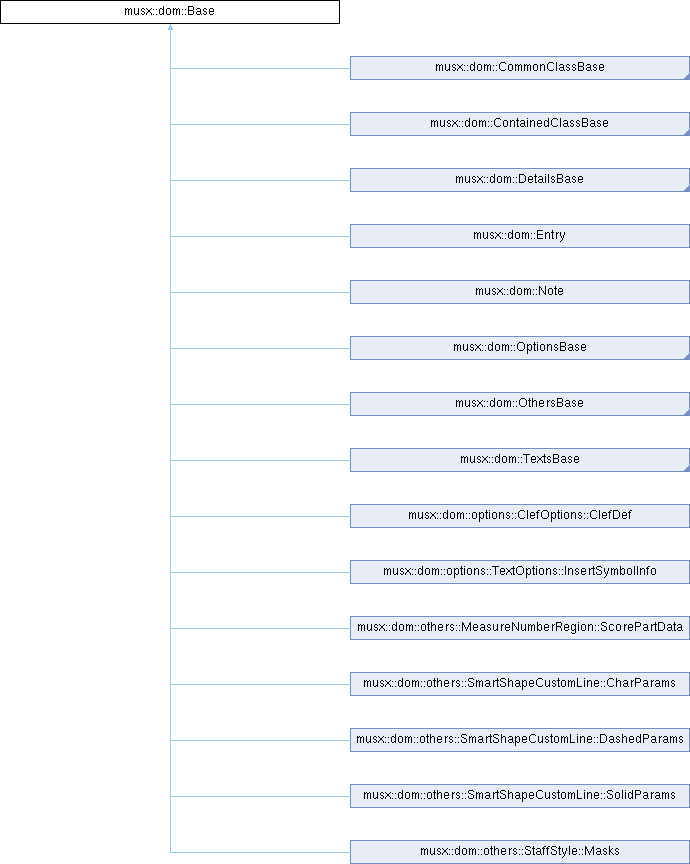 musx::dom::Base
musx::dom::CommonClassBase
musx::dom::ContainedClassBase
musx::dom::DetailsBase
musx::dom::Entry
musx::dom::Note
musx::dom::OptionsBase
musx::dom::OthersBase
musx::dom::TextsBase
musx::dom::options::ClefOptions::ClefDef
musx::dom::options::TextOptions::InsertSymbolInfo
musx::dom::others::MeasureNumberRegion::ScorePartData
musx::dom::others::SmartShapeCustomLine::CharParams
musx::dom::others::SmartShapeCustomLine::DashedParams
musx::dom::others::SmartShapeCustomLine::SolidParams
musx::dom::others::StaffStyle::Masks